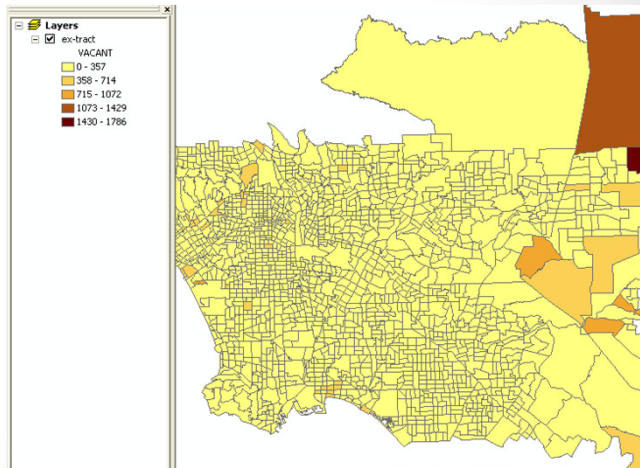 Layers
ex-tract
VACANT
0 - 357
358 - 714
715 - 1072
1073 - 1429
1430 - 1786